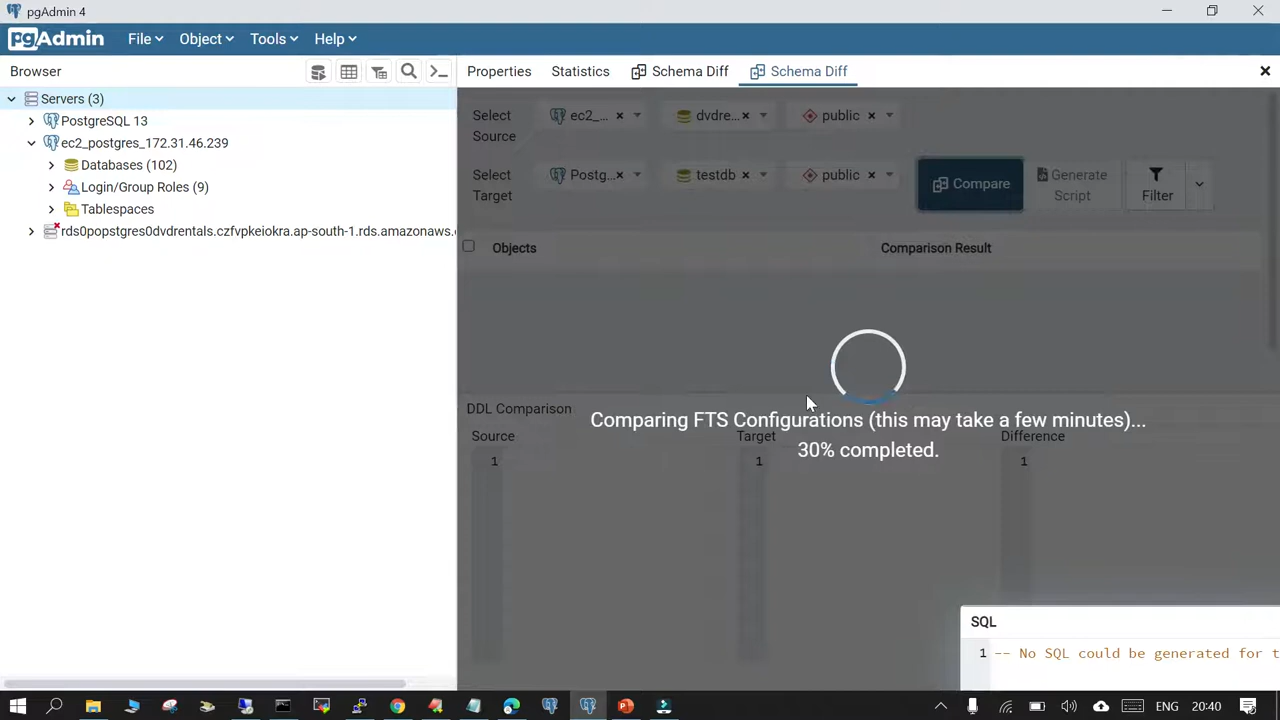 pgAdmin 4
pgAdmin
File
Object
Tools
Help
Browser
Properties
Statistics
Schema Diff
Schema Diff
Servers (3)
PostgreSQL 13
ec2_postgres_172.31.46.239
Databases (102)
Login/Group Roles (9)
Tablespaces
rds0popstgres0dvdrentals.czfvpkeiokra.ap-south-1.rds.amazonaws.c
Select
Source
ec2_...
dvdre...
public
Select
Target
Postg...
testdb
public
Compare
Generate
Script
Filter
Objects
Comparison Result
Comparing FTS Configurations (this may take a few minutes)...
30% completed.
DDL Comparison
Source
Target
Difference
1
1
1
SQL
1 -- No SQL could be generated for t
ENG
20:40